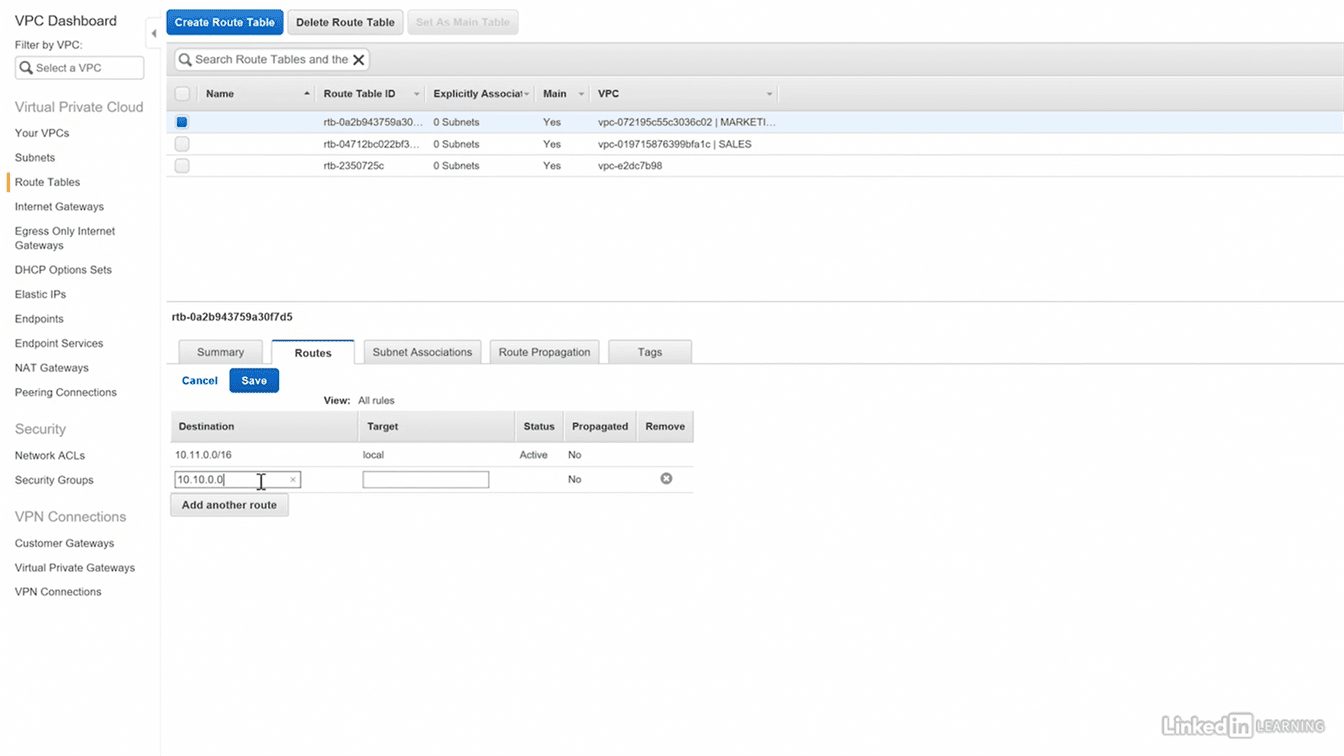 VPC Dashboard
Filter by VPC:
Select a VPC
Virtual Private Cloud
Your VPCs
Subnets
Route Tables
Internet Gateways
Egress Only Internet
Gateways
DHCP Options Sets
Elastic IPs
Endpoints
Endpoint Services
NAT Gateways
Peering Connections
Security
Network ACLs
Security Groups
VPN Connections
Customer Gateways
Virtual Private Gateways
VPN Connections
Create Route Table Delete Route Table Set As Main Table
Search Route Tables and the
Name Route Table ID Explicitly Associat Main VPC
rtb-0a2b943759a30... 0 Subnets Yes vpc-072195c55c3036c02 | MARKETI...
rtb-04712bc022bf3... 0 Subnets Yes vpc-019715876399bfa1c | SALES
rtb-2350725c 0 Subnets Yes vpc-e2dc7b98
rtb-0a2b943759a30f7d5
Summary Routes Subnet Associations Route Propagation Tags
Cancel Save
View: All rules
Destination Target Status Propagated Remove
10.11.0.0/16 local Active No
10.10.0.0 No
Add another route
Linked in LEARNING